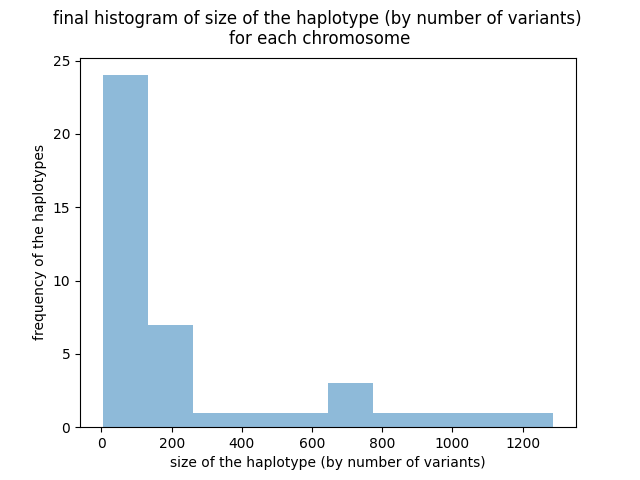 final histogram of size of the haplotype (by number of variants)
for each chromosome
25
20
15
10
5
0
frequency of the haplotypes
0 200 400 600 800 1000 1200
size of the haplotype (by number of variants)